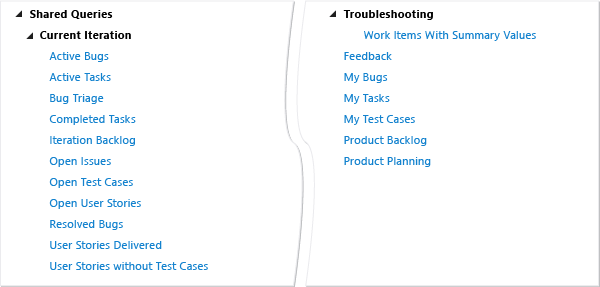 Shared Queries
Current Iteration
Active Bugs
Active Tasks
Bug Triage
Completed Tasks
Iteration Backlog
Open Issues
Open Test Cases
Open User Stories
Resolved Bugs
User Stories Delivered
User Stories without Test Cases
Troubleshooting
Work Items With Summary Values
Feedback
My Bugs
My Tasks
My Test Cases
Product Backlog
Product Planning